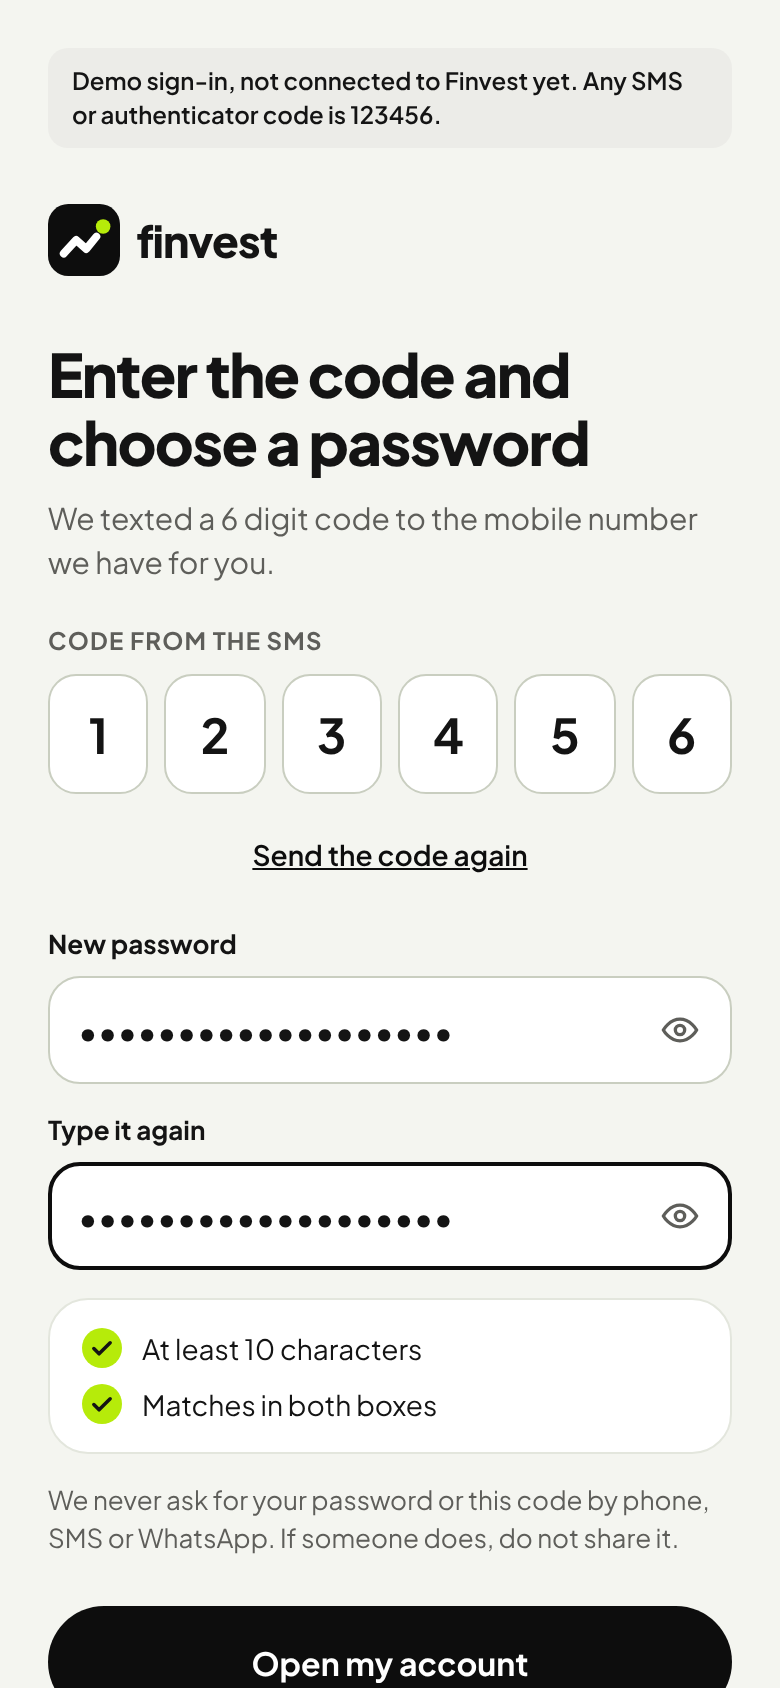 Demo sign-in, not connected to Finvest yet. Any SMS
or authenticator code is 123456.
finvest
Enter the code and
choose a password
We texted a 6 digit code to the mobile number
we have for you.
CODE FROM THE SMS
1 2 3 4 5 6
Send the code again
New password
•••••••••••••••••••
Type it again
•••••••••••••••••••
At least 10 characters
Matches in both boxes
We never ask for your password or this code by phone,
SMS or WhatsApp. If someone does, do not share it.
Open my account